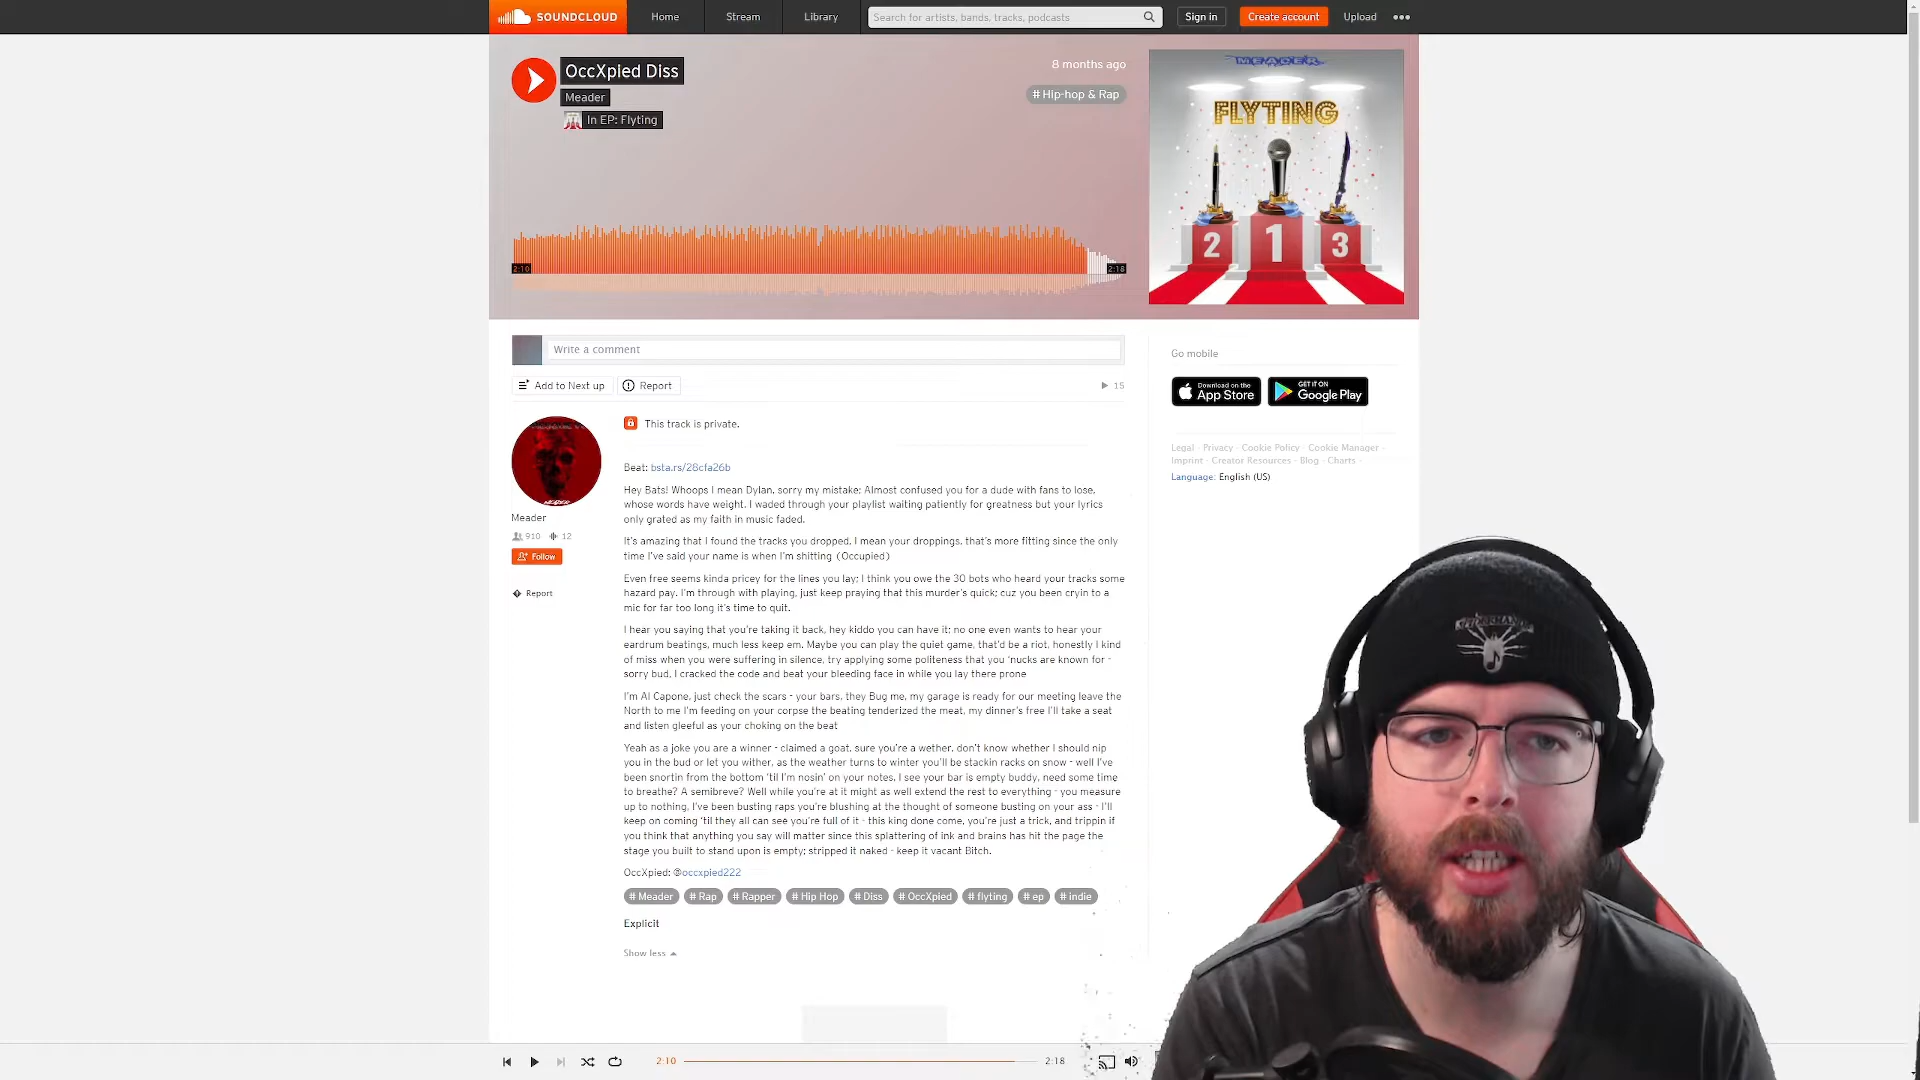 SOUNDCLOUD
Home
Stream
Library
Search for artists, bands, tracks, podcasts
Sign in
Create account
Upload
OccXpied Diss
Meader
In EP: Flyting
8 months ago
# Hip-hop & Rap
MEADER
FLYTING
2 1 3
2:10
2:18
Write a comment
Add to Next up
Report
15
Meader
910 12
Follow
Report
This track is private.
Beat: bsta.rs/28cfa26b
Hey Bats! Whoops I mean Dylan, sorry my mistake; Almost confused you for a dude with fans to lose,
whose words have weight. I waded through your playlist waiting patiently for greatness but your lyrics
only grated as my faith in music faded.
It's amazing that I found the tracks you dropped, I mean your droppings, that's more fitting since the only
time I've said your name is when I'm shitting (Occupied)
Even free seems kinda pricey for the lines you lay; I think you owe the 30 bots who heard your tracks some
hazard pay. I'm through with playing, just keep praying that this murder's quick; cuz you been cryin to a
mic for far too long it's time to quit.
I hear you saying that you're taking it back, hey kiddo you can have it; no one even wants to hear your
eardrum beatings, much less keep em. Maybe you can play the quiet game, that'd be a riot, honestly I kind
of miss when you were suffering in silence, try applying some politeness that you 'nucks are known for -
sorry bud, I cracked the code and beat your bleeding face in while you lay there prone
I'm Al Capone, just check the scars - your bars, they Bug me, my garage is ready for our meeting leave the
North to me I'm feeding on your corpse the beating tenderized the meat, my dinner's free I'll take a seat
and listen gleeful as your choking on the beat
Yeah as a joke you are a winner - claimed a goat, sure you're a wether, don't know whether I should nip
you in the bud or let you wither, as the weather turns to winter you'll be stackin racks on snow - well I've
been snortin from the bottom 'til I'm nosin' on your notes. I see your bar is empty buddy, need some time
to breathe? A semibreve? Well while you're at it might as well extend the rest to everything - you measure
up to nothing, I've been busting raps you're blushing at the thought of someone busting on your ass - I'll
keep on coming 'til they all can see you're full of it - this king done come, you're just a trick, and trippin if
you think that anything you say will matter since this splattering of ink and brains has hit the page the
stage you built to stand upon is empty; stripped it naked - keep it vacant Bitch.
OccXpied: @occxpied222
# Meader # Rap # Rapper # Hip Hop # Diss # OccXpied # flyting # ep # indie
Explicit
Show less
Go mobile
Download on the
App Store
GET IT ON
Google Play
Legal - Privacy - Cookie Policy - Cookie Manager -
Imprint - Creator Resources - Blog - Charts -
Language: English (US)
2:10
2:18